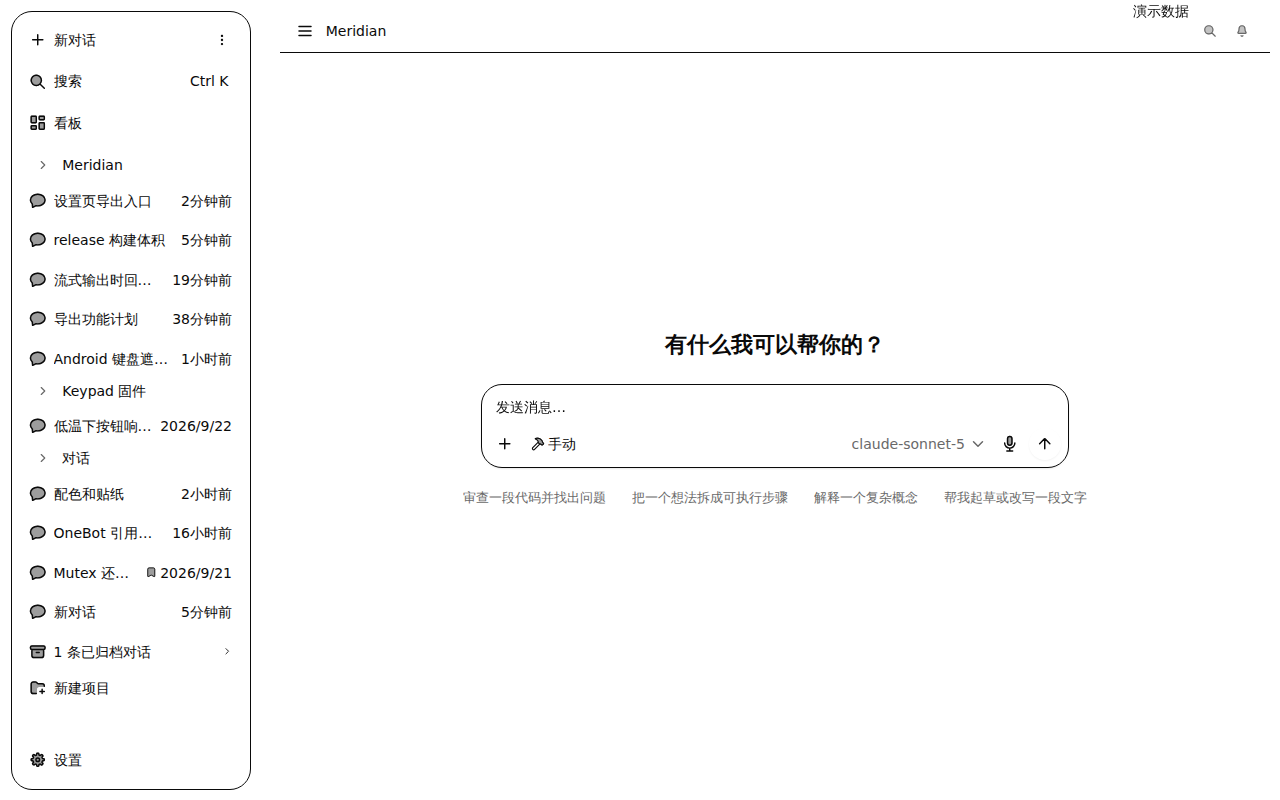 新对话
搜索 Ctrl K
看板
Meridian
设置页导出入口 2分钟前
release 构建体积 5分钟前
流式输出时回… 19分钟前
导出功能计划 38分钟前
Android 键盘遮… 1小时前
Keypad 固件
低温下按钮响… 2026/9/22
对话
配色和贴纸 2小时前
OneBot 引用… 16小时前
Mutex 还… 2026/9/21
新对话 5分钟前
1 条已归档对话
新建项目
设置
演示数据
Meridian
有什么我可以帮你的？
发送消息…
手动 claude-sonnet-5
审查一段代码并找出问题 把一个想法拆成可执行步骤 解释一个复杂概念 帮我起草或改写一段文字